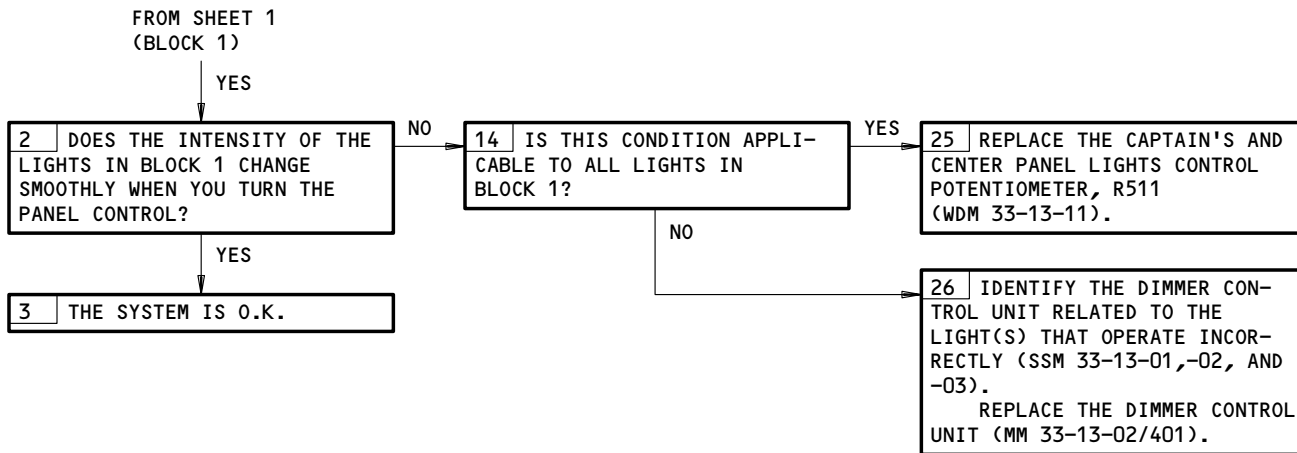 FROM SHEET 1
(BLOCK 1)
YES
2 DOES THE INTENSITY OF THE
LIGHTS IN BLOCK 1 CHANGE
SMOOTHLY WHEN YOU TURN THE
PANEL CONTROL?
NO
14 IS THIS CONDITION APPLI-
CABLE TO ALL LIGHTS IN
BLOCK 1?
YES
25 REPLACE THE CAPTAIN'S AND
CENTER PANEL LIGHTS CONTROL
POTENTIOMETER, R511
(WDM 33-13-11).
YES
NO
3 THE SYSTEM IS O.K.
26 IDENTIFY THE DIMMER CON-
TROL UNIT RELATED TO THE
LIGHT(S) THAT OPERATE INCOR-
RECTLY (SSM 33-13-01,-02, AND
-03).
REPLACE THE DIMMER CONTROL
UNIT (MM 33-13-02/401).